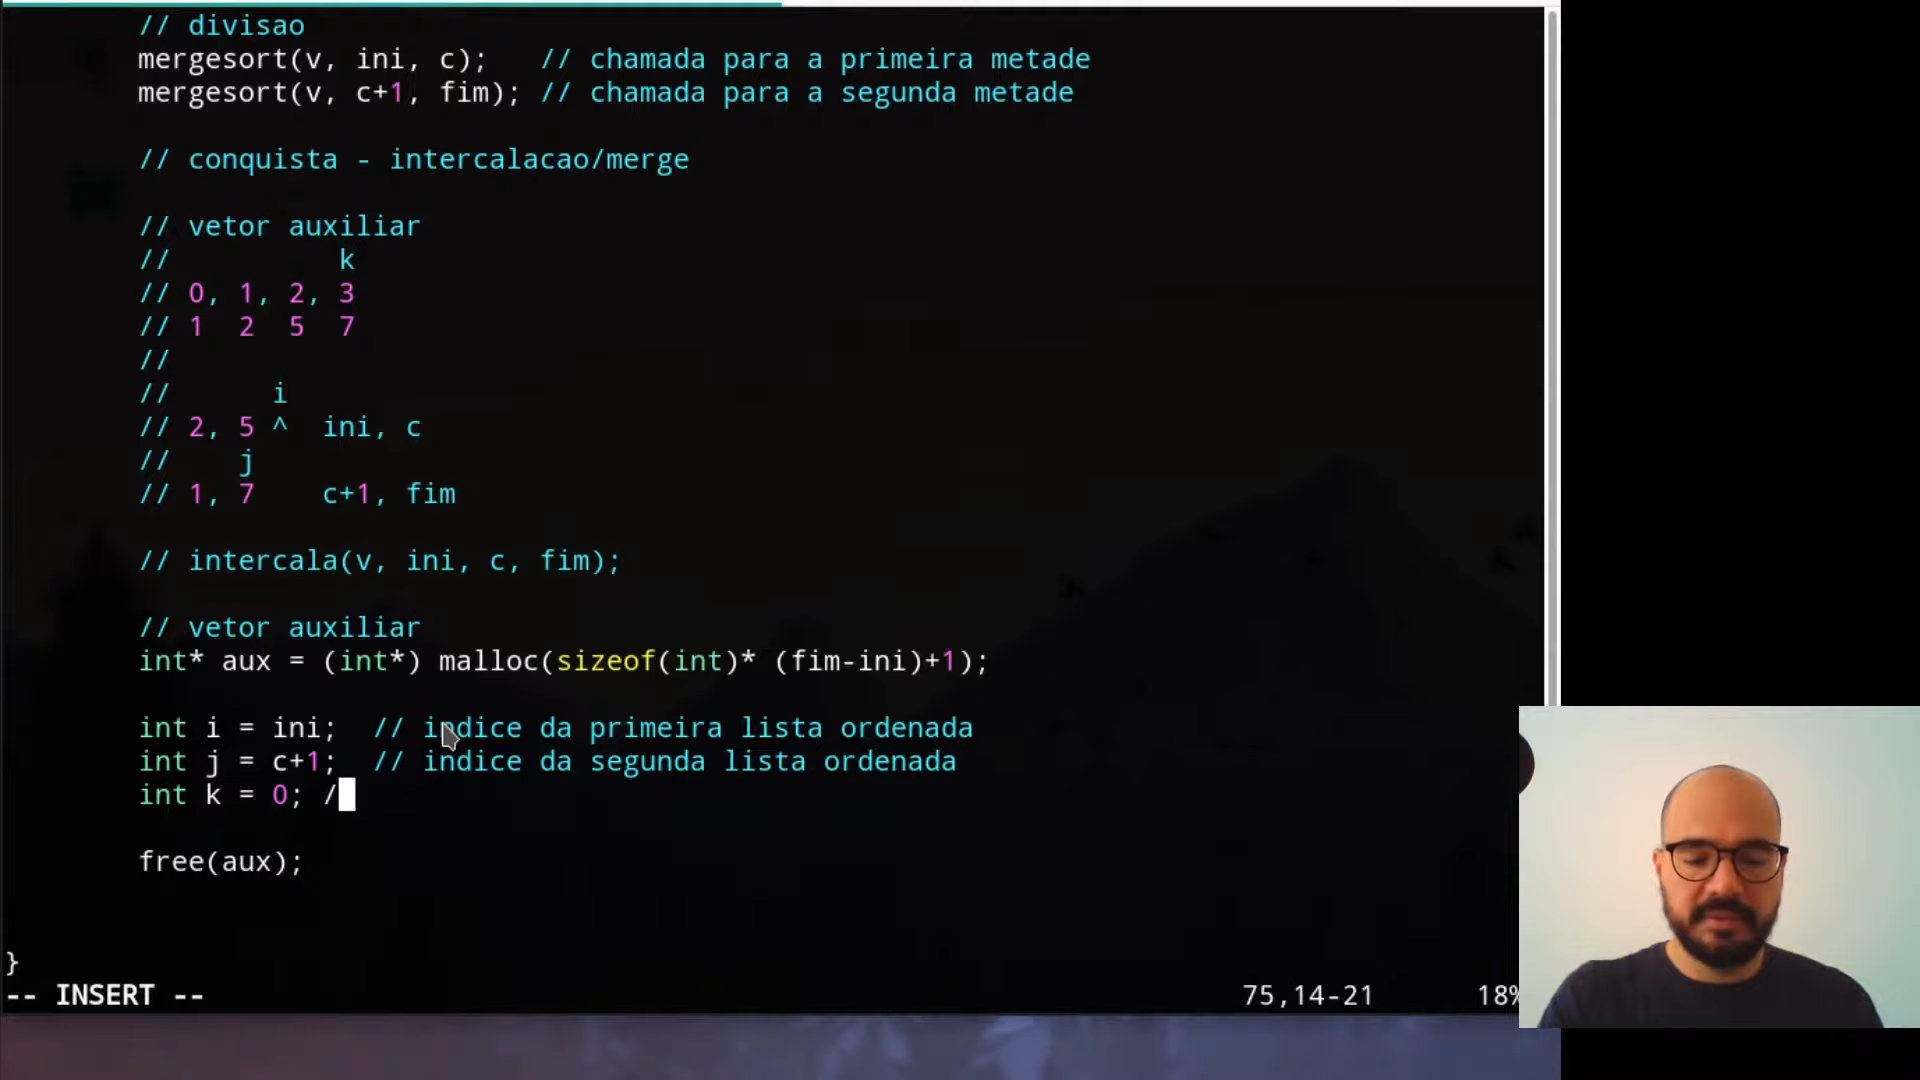 // divisao
mergesort(v, ini, c);   // chamada para a primeira metade
mergesort(v, c+1, fim); // chamada para a segunda metade
// conquista - intercalacao/merge
// vetor auxiliar
//          k
// 0, 1, 2, 3
// 1  2  5  7
//
//      i
// 2, 5 ^  ini, c
//    j
// 1, 7    c+1, fim
// intercala(v, ini, c, fim);
// vetor auxiliar
int* aux = (int*) malloc(sizeof(int)* (fim-ini)+1);
int i = ini;  // indice da primeira lista ordenada
int j = c+1;  // indice da segunda lista ordenada
int k = 0; /
free(aux);
}
-- INSERT --    75,14-21    18%